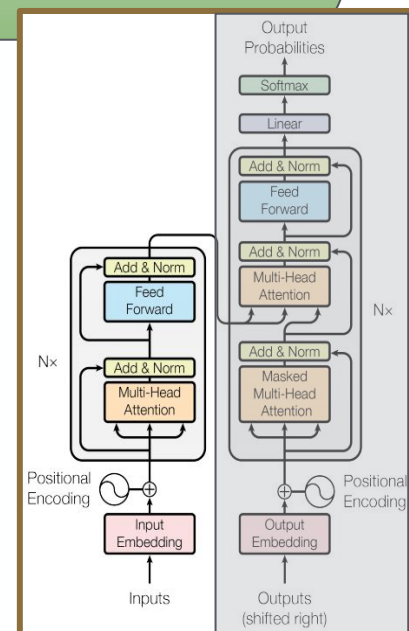 Output
Probabilities
Softmax
Linear
Add & Norm
Feed
Forward
Add & Norm
Multi-Head
Attention
Add & Norm
Masked
Multi-Head
Attention
N×
Positional
Encoding
Output
Embedding
Outputs
(shifted right)
Add & Norm
Feed
Forward
Add & Norm
Multi-Head
Attention
N×
Positional
Encoding
Input
Embedding
Inputs